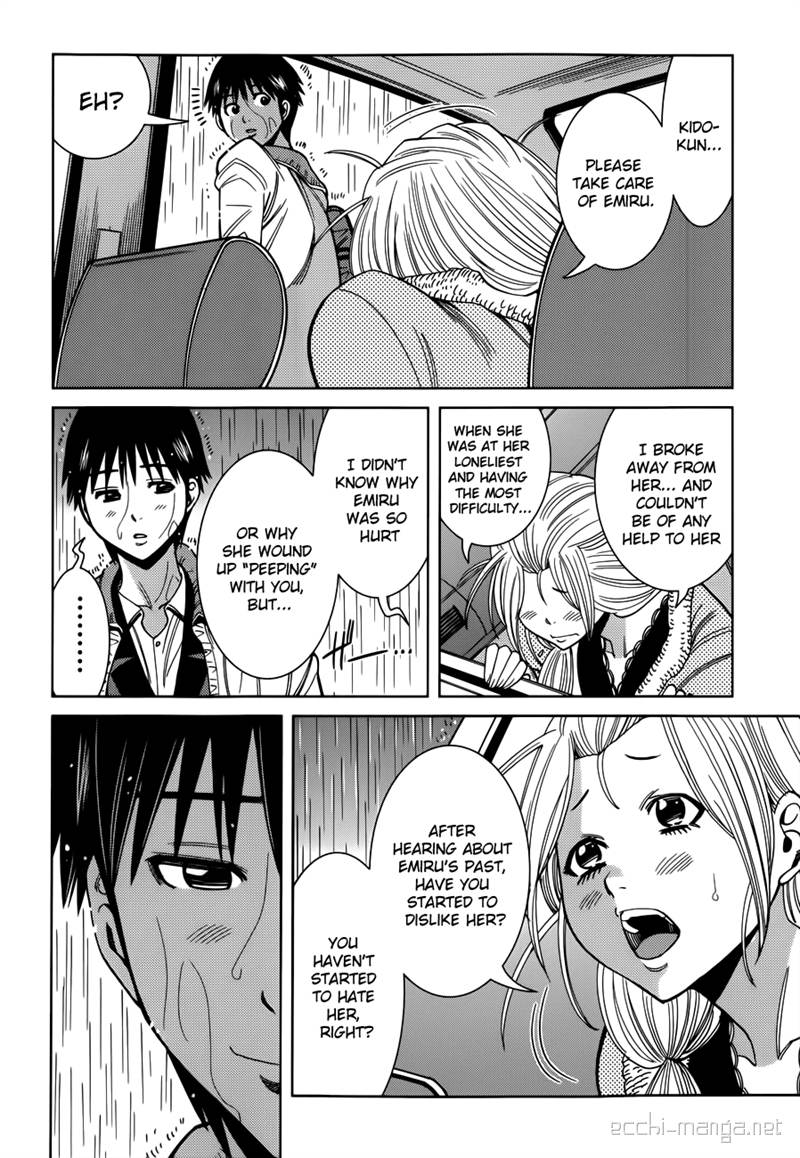 KIDO-
KUN...
PLEASE
TAKE CARE
OF EMIRU.
EH?
I BROKE
AWAY FROM
HER... AND
COULDN'T
BE OF ANY
HELP TO HER
WHEN SHE
WAS AT HER
LONELIEST
AND HAVING
THE MOST
DIFFICULTY...
I DIDN'T
KNOW WHY
EMIRU
WAS SO
HURT
OR WHY
SHE WOUND
UP "PEEPING"
WITH YOU,
BUT...
ザー…
………
AFTER
HEARING ABOUT
EMIRU'S PAST,
HAVE YOU
STARTED TO
DISLIKE HER?
YOU
HAVEN'T
STARTED
TO HATE
HER,
RIGHT?
ecchi-manga.net